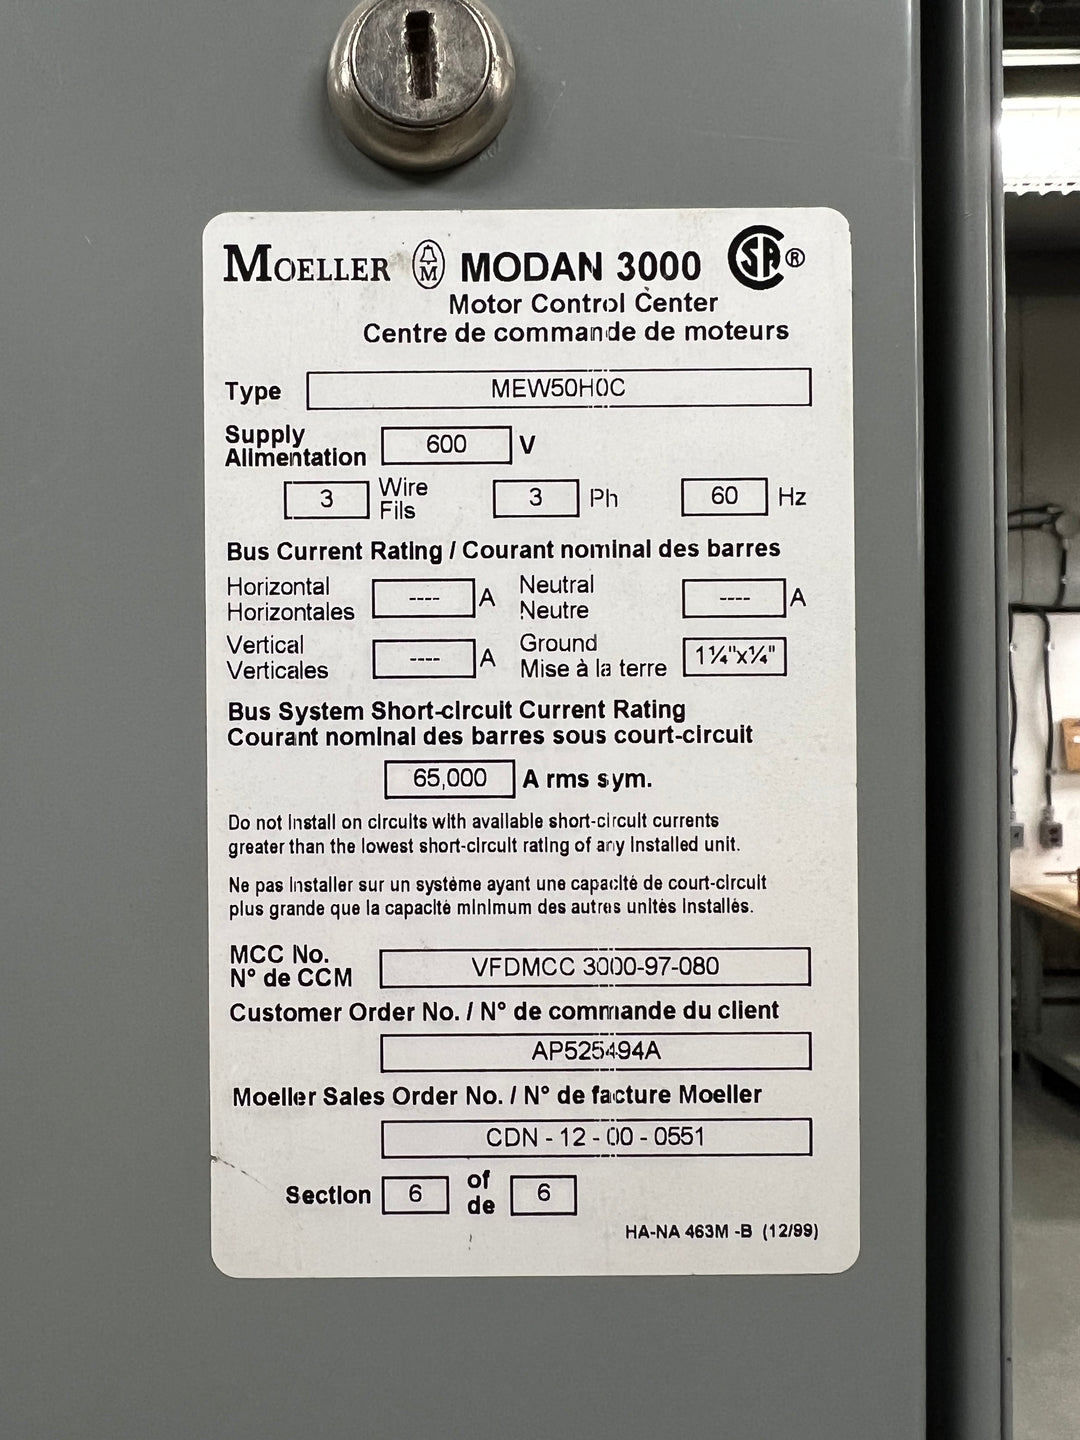 MOELLER M MODAN 3000 CSA ®
Motor Control Center
Centre de commande de moteurs
Type MEW50H0C
Supply
Alimentation 600 V
3 Wire
Fils 3 Ph 60 Hz
Bus Current Rating / Courant nominal des barres
Horizontal
Horizontales ---- A Neutral
Neutre ---- A
Vertical
Verticales ---- A Ground
Mise à la terre 1¼"x¼"
Bus System Short-circuit Current Rating
Courant nominal des barres sous court-circuit
65,000 A rms sym.
Do not install on circuits with available short-circuit currents
greater than the lowest short-circuit rating of any installed unit.
Ne pas installer sur un système ayant une capacité de court-circuit
plus grande que la capacité minimum des autres unités installés.
MCC No.
N° de CCM VFDMCC 3000-97-080
Customer Order No. / N° de commande du client
AP525494A
Moeller Sales Order No. / N° de facture Moeller
CDN - 12 - 00 - 0551
Section 6 of
de 6
HA-NA 463M -B (12/99)